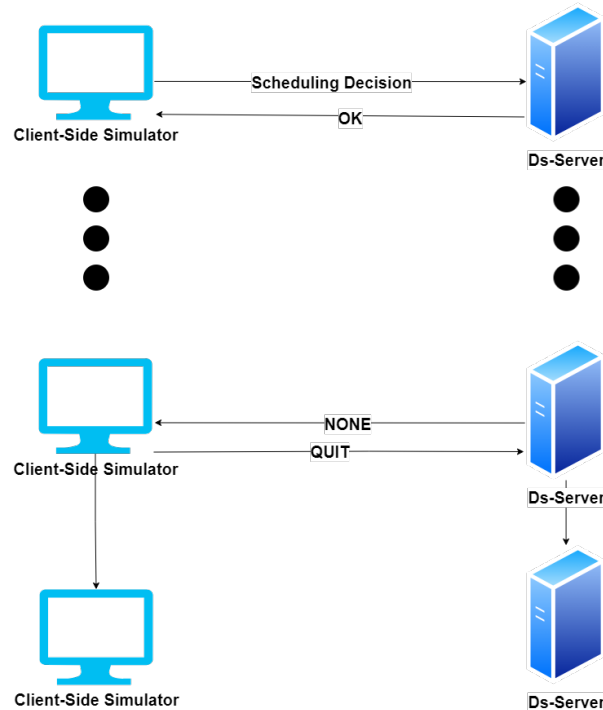 Scheduling Decision
OK
Client-Side Simulator
Ds-Server
NONE
QUIT
Client-Side Simulator
Ds-Server
Client-Side Simulator
Ds-Server